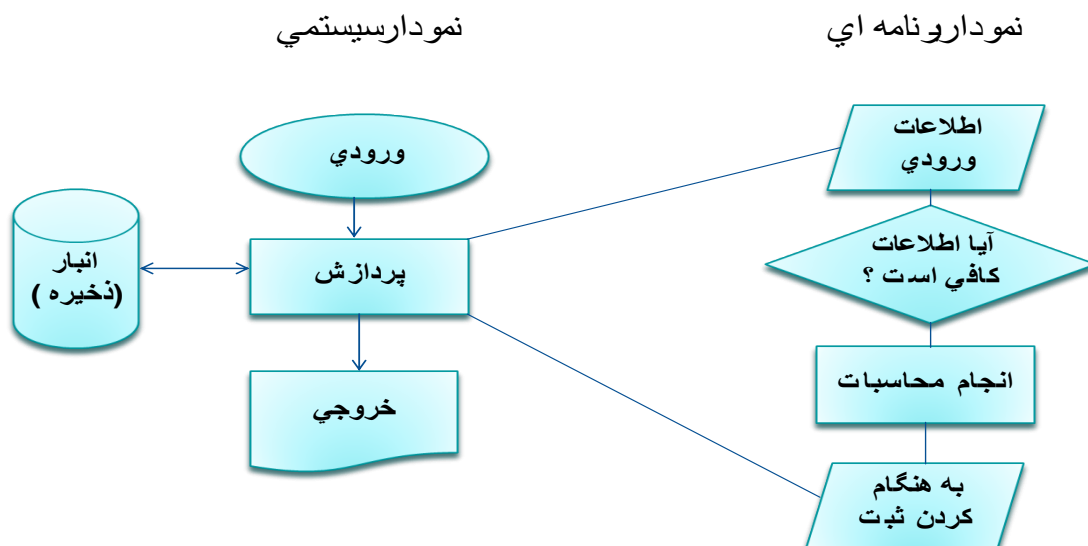 نمودارسيستمي
نموداربرنامه اي
ورودي
انبار
(ذخيره )
پردازش
خروجي
اطلاعات
ورودي
آيا اطلاعات
كافي است ؟
انجام محاسبات
به هنگام
كردن ثبت